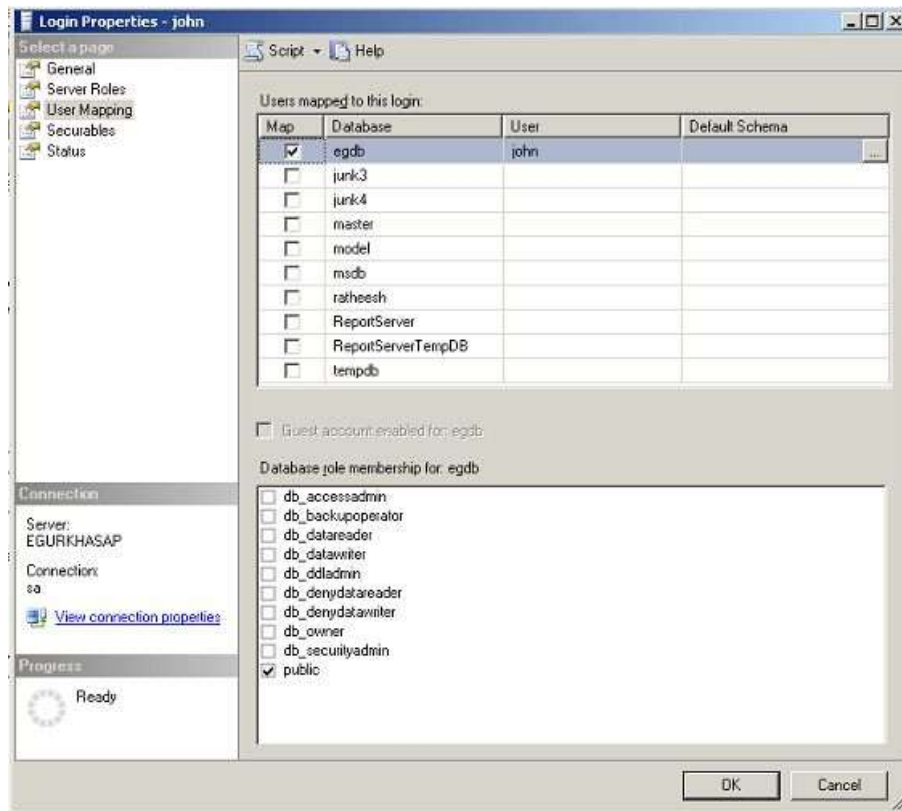 Login Properties - john
Select a page
General
Server Roles
User Mapping
Securables
Status
Script Help
Users mapped to this login:
Map Database User Default Schema
egdb john ...
junk3
junk4
master
model
msdb
ratheesh
ReportServer
ReportServerTempDB
tempdb
Guest account enabled for: egdb
Database role membership for: egdb
db_accessadmin
db_backupoperator
db_datareader
db_datawriter
db_ddladmin
db_denydatareader
db_denydatawriter
db_owner
db_securityadmin
public
Connection
Server:
EGURKHASAP
Connection:
sa
View connection properties
Progress
Ready
OK Cancel